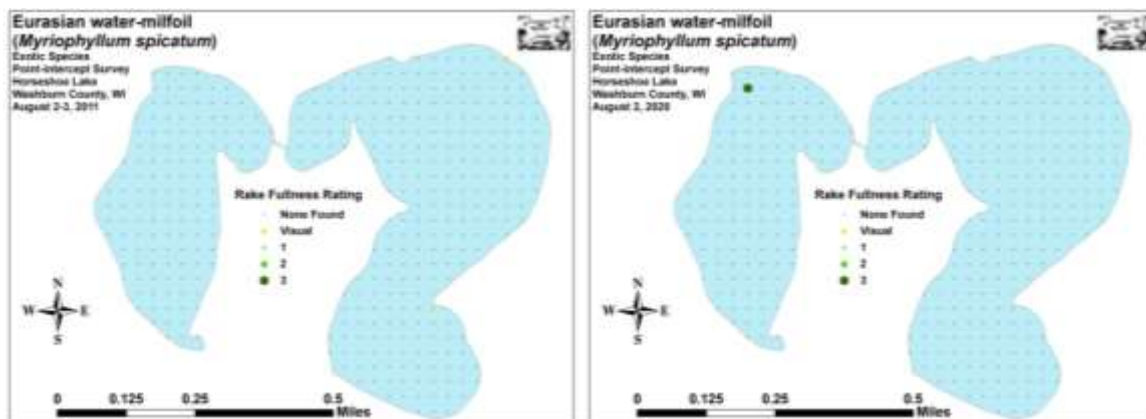 Eurasian water-milfoil
(Myriophyllum spicatum)
Exotic Species
Point-intercept Survey
Horseshoe Lake
Washburn County, WI
August 2-3, 2011
Rake Fullness Rating
None Found
Visual
1
2
3
N
W E
S
0 0.125 0.25 0.5
Miles
Eurasian water-milfoil
(Myriophyllum spicatum)
Exotic Species
Point-intercept Survey
Horseshoe Lake
Washburn County, WI
August 2, 2020
Rake Fullness Rating
None Found
Visual
1
2
3
N
W E
S
0 0.125 0.25 0.5
Miles